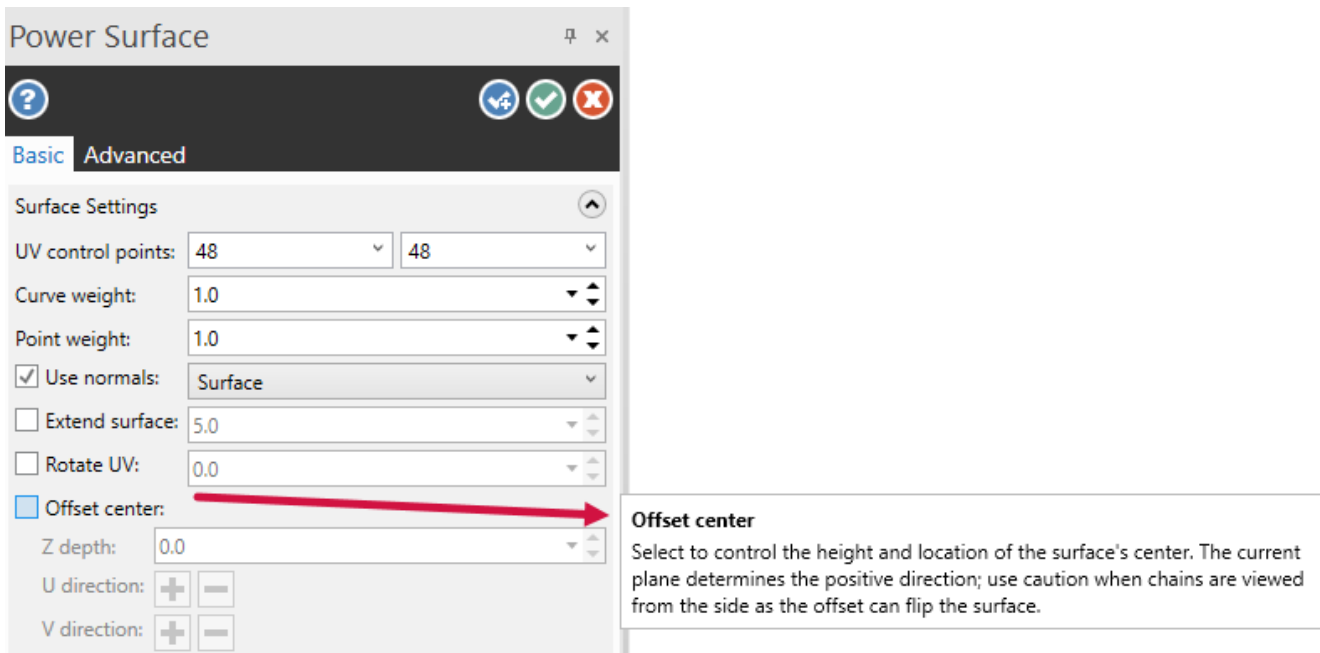 Power Surface
Basic Advanced
Surface Settings
UV control points: 48 48
Curve weight: 1.0
Point weight: 1.0
Use normals: Surface
Extend surface: 5.0
Rotate UV: 0.0
Offset center:
Z depth: 0.0
U direction:
V direction:
Offset center
Select to control the height and location of the surface's center. The current
plane determines the positive direction; use caution when chains are viewed
from the side as the offset can flip the surface.